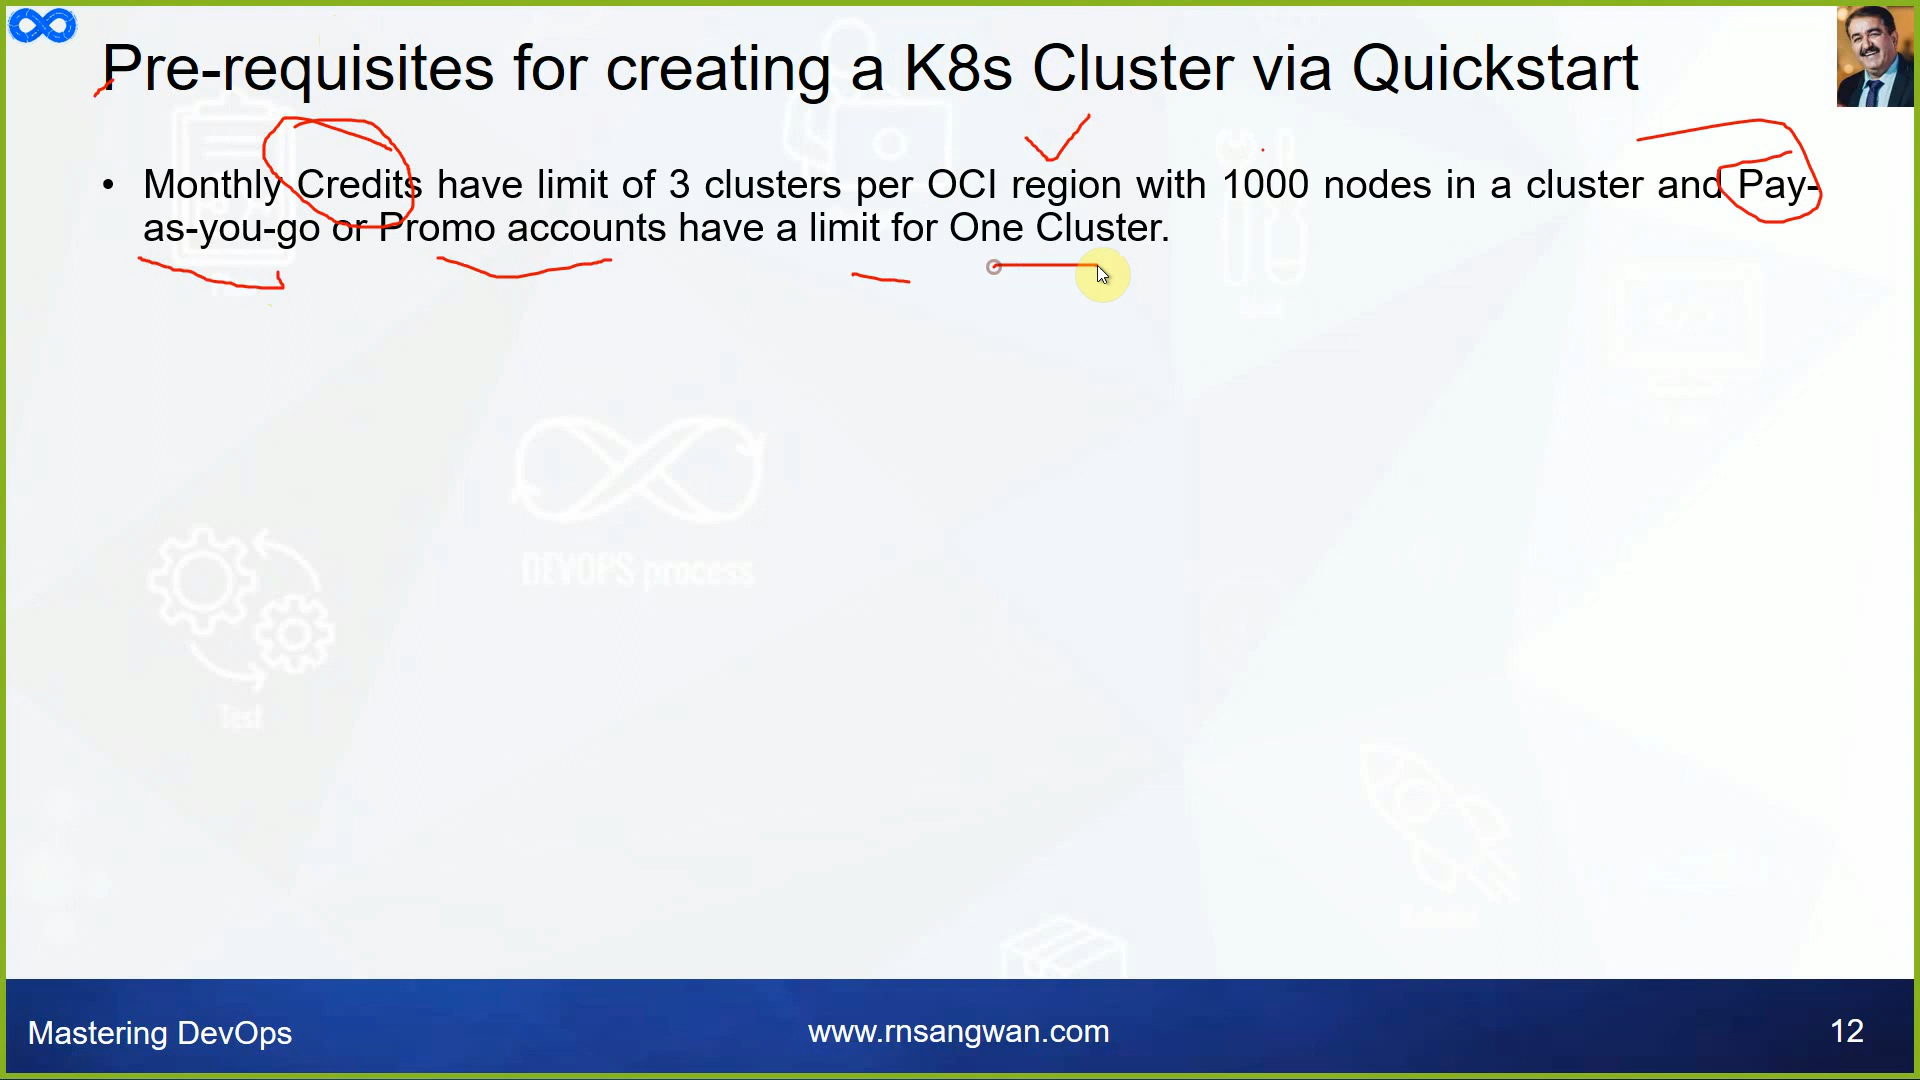 Pre-requisites for creating a K8s Cluster via Quickstart
• Monthly Credits have limit of 3 clusters per OCI region with 1000 nodes in a cluster and Pay-
as-you-go or Promo accounts have a limit for One Cluster.
DEVOPS process
Test
Mastering DevOps
www.rnsangwan.com
12